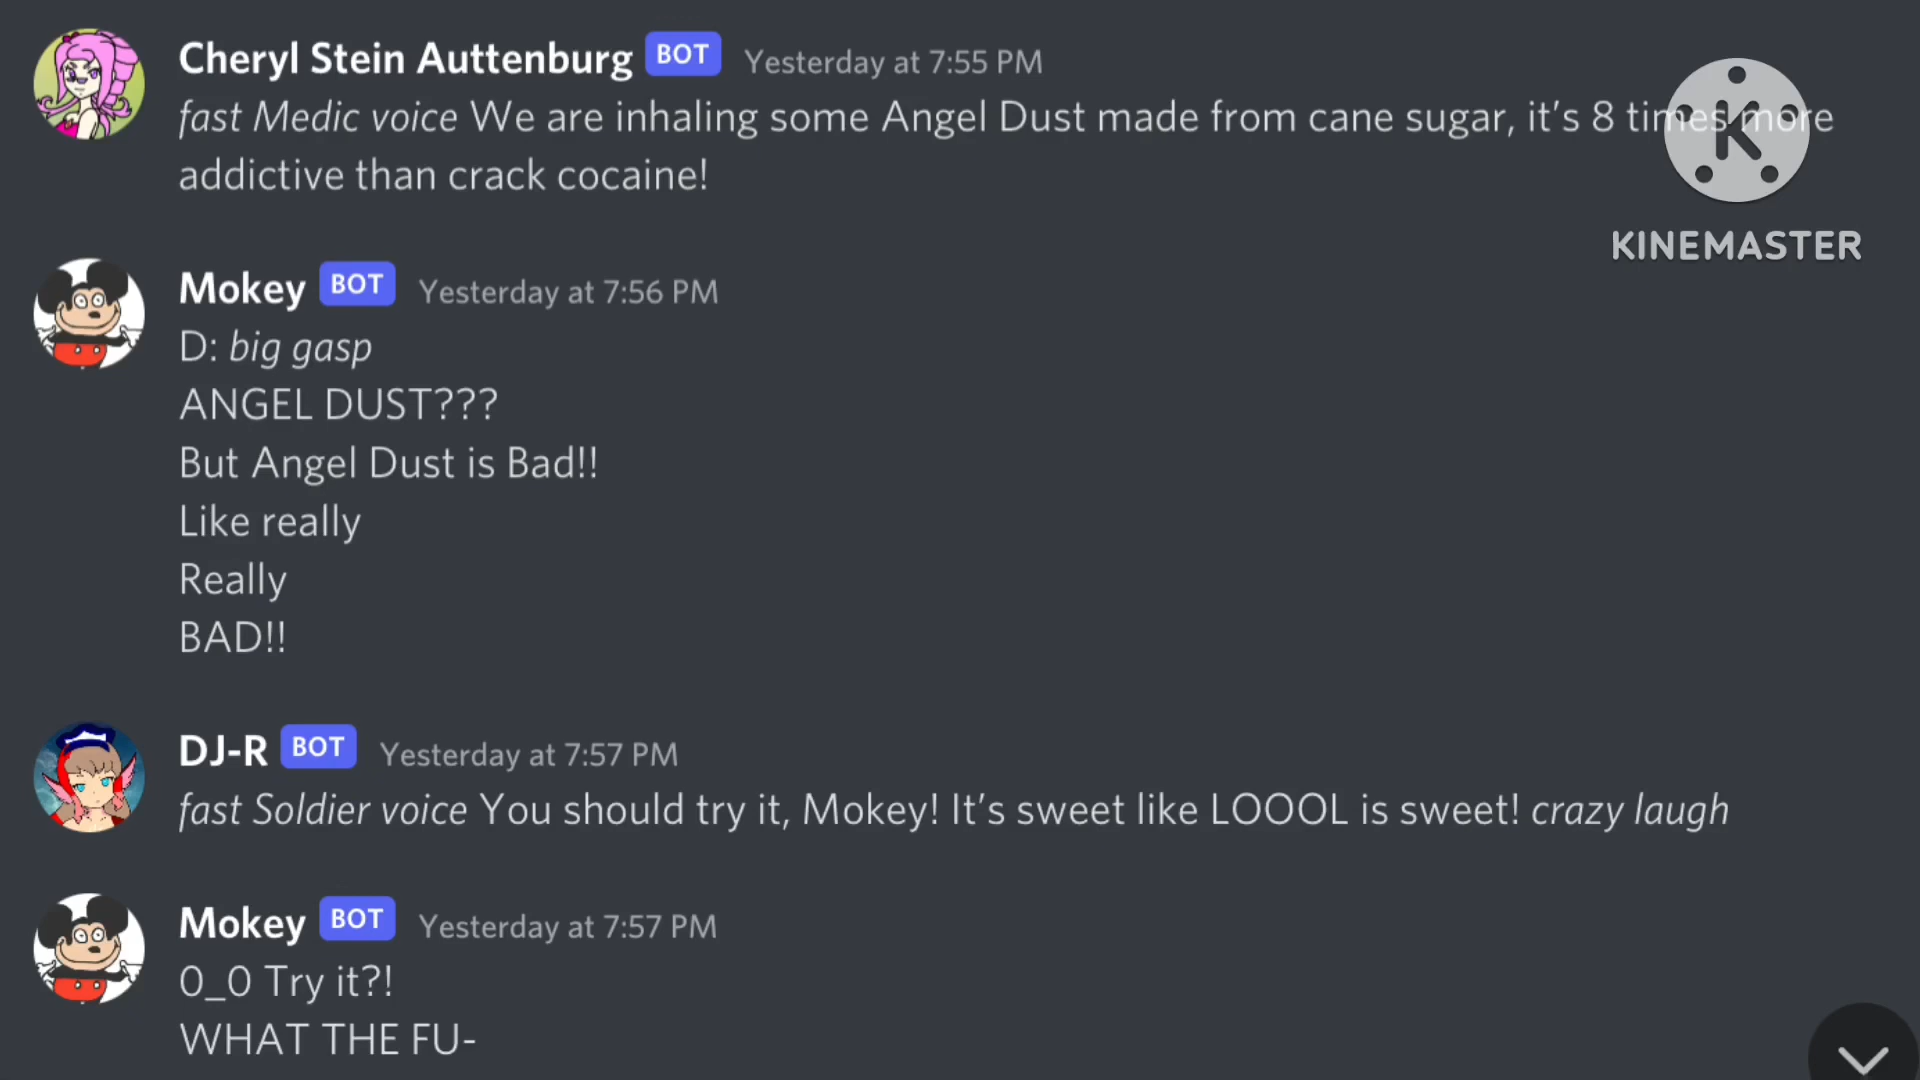 Cheryl Stein Auttenburg BOT Yesterday at 7:55 PM
fast Medic voice We are inhaling some Angel Dust made from cane sugar, it's 8 times more
addictive than crack cocaine!
K
KINEMASTER
Mokey BOT Yesterday at 7:56 PM
D: big gasp
ANGEL DUST???
But Angel Dust is Bad!!
Like really
Really
BAD!!
DJ-R BOT Yesterday at 7:57 PM
fast Soldier voice You should try it, Mokey! It's sweet like LOOOL is sweet! crazy laugh
Mokey BOT Yesterday at 7:57 PM
0_0 Try it?!
WHAT THE FU-